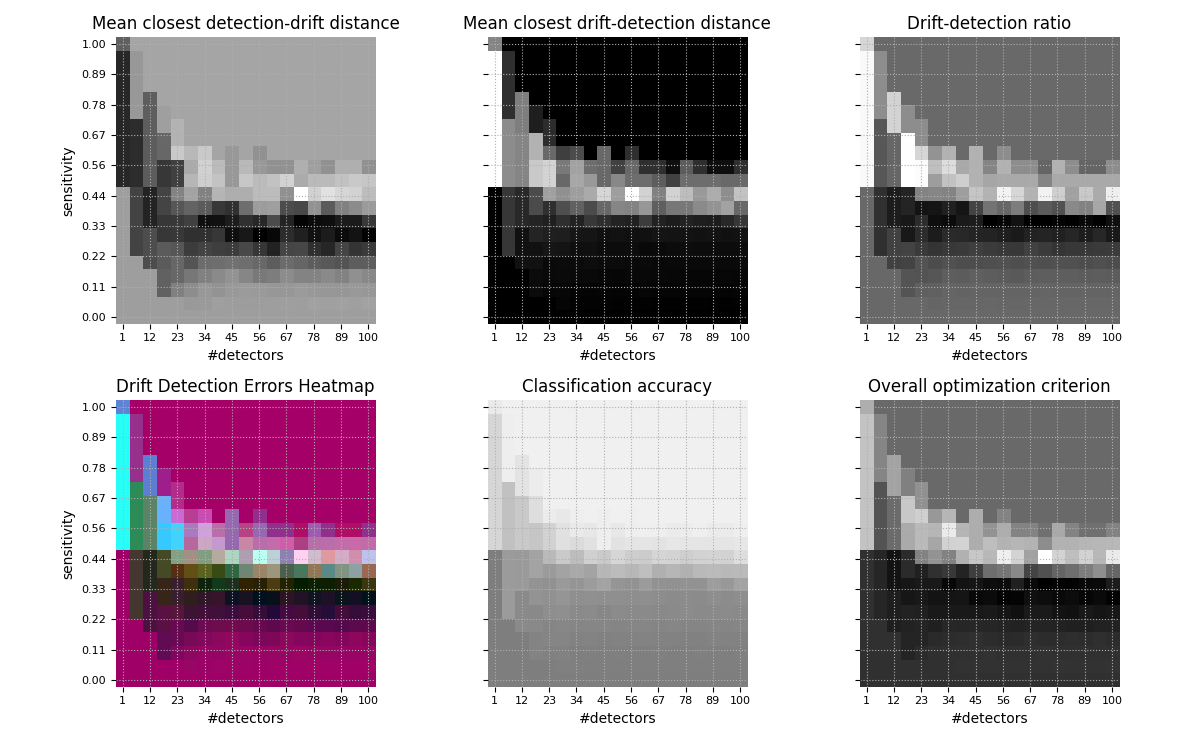 Mean closest detection-drift distance
Mean closest drift-detection distance
Drift-detection ratio
sensitivity
1.00
0.89
0.78
0.67
0.56
0.44
0.33
0.22
0.11
0.00
1 12 23 34 45 56 67 78 89 100
#detectors
1 12 23 34 45 56 67 78 89 100
#detectors
1 12 23 34 45 56 67 78 89 100
#detectors
Drift Detection Errors Heatmap
Classification accuracy
Overall optimization criterion
sensitivity
1.00
0.89
0.78
0.67
0.56
0.44
0.33
0.22
0.11
0.00
1 12 23 34 45 56 67 78 89 100
#detectors
1 12 23 34 45 56 67 78 89 100
#detectors
1 12 23 34 45 56 67 78 89 100
#detectors